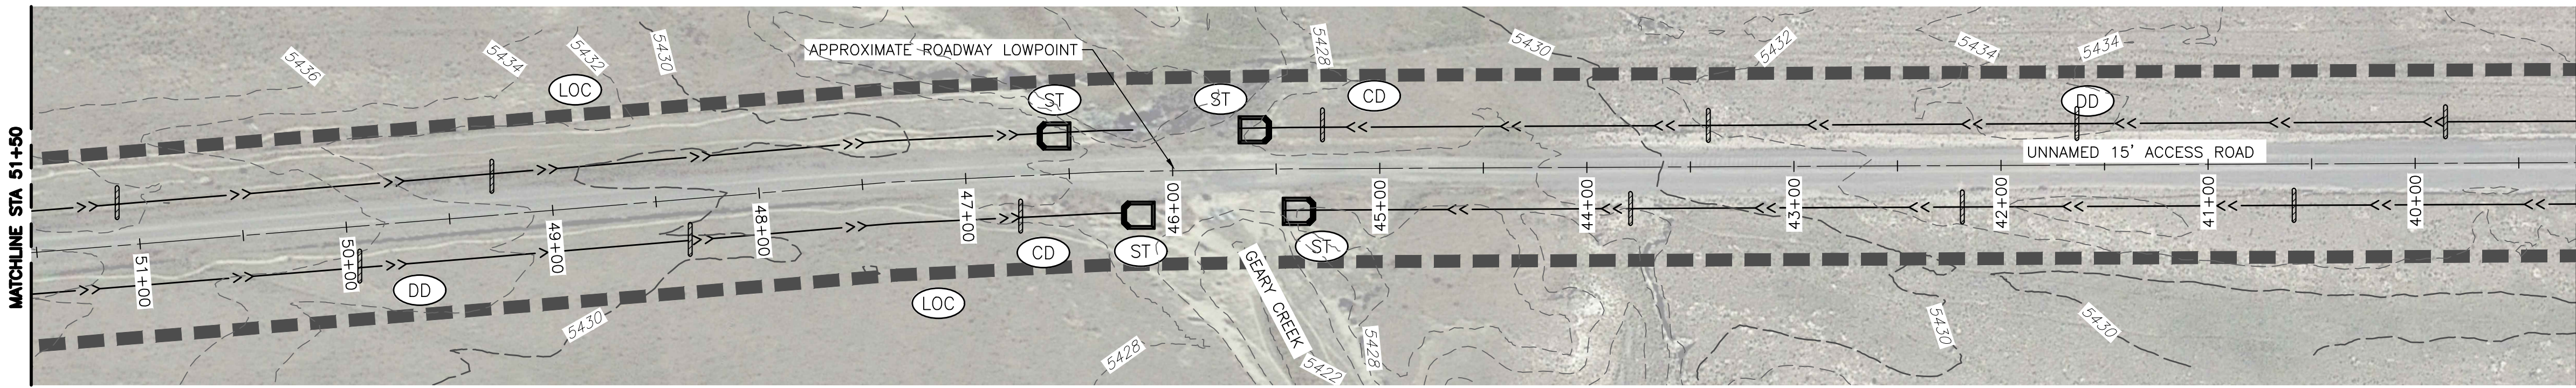 MATCHLINE STA 51+50
5436
5434
5432
5430
APPROXIMATE ROADWAY LOWPOINT
5428
5430
5432
5434
5434
LOC
ST
ST
CD
DD
UNNAMED 15' ACCESS ROAD
51+00
50+00
49+00
48+00
47+00
46+00
45+00
44+00
43+00
42+00
41+00
40+00
DD
LOC
CD
ST
ST
GEARY CREEK
5430
5428
5422
5428
5430
5430